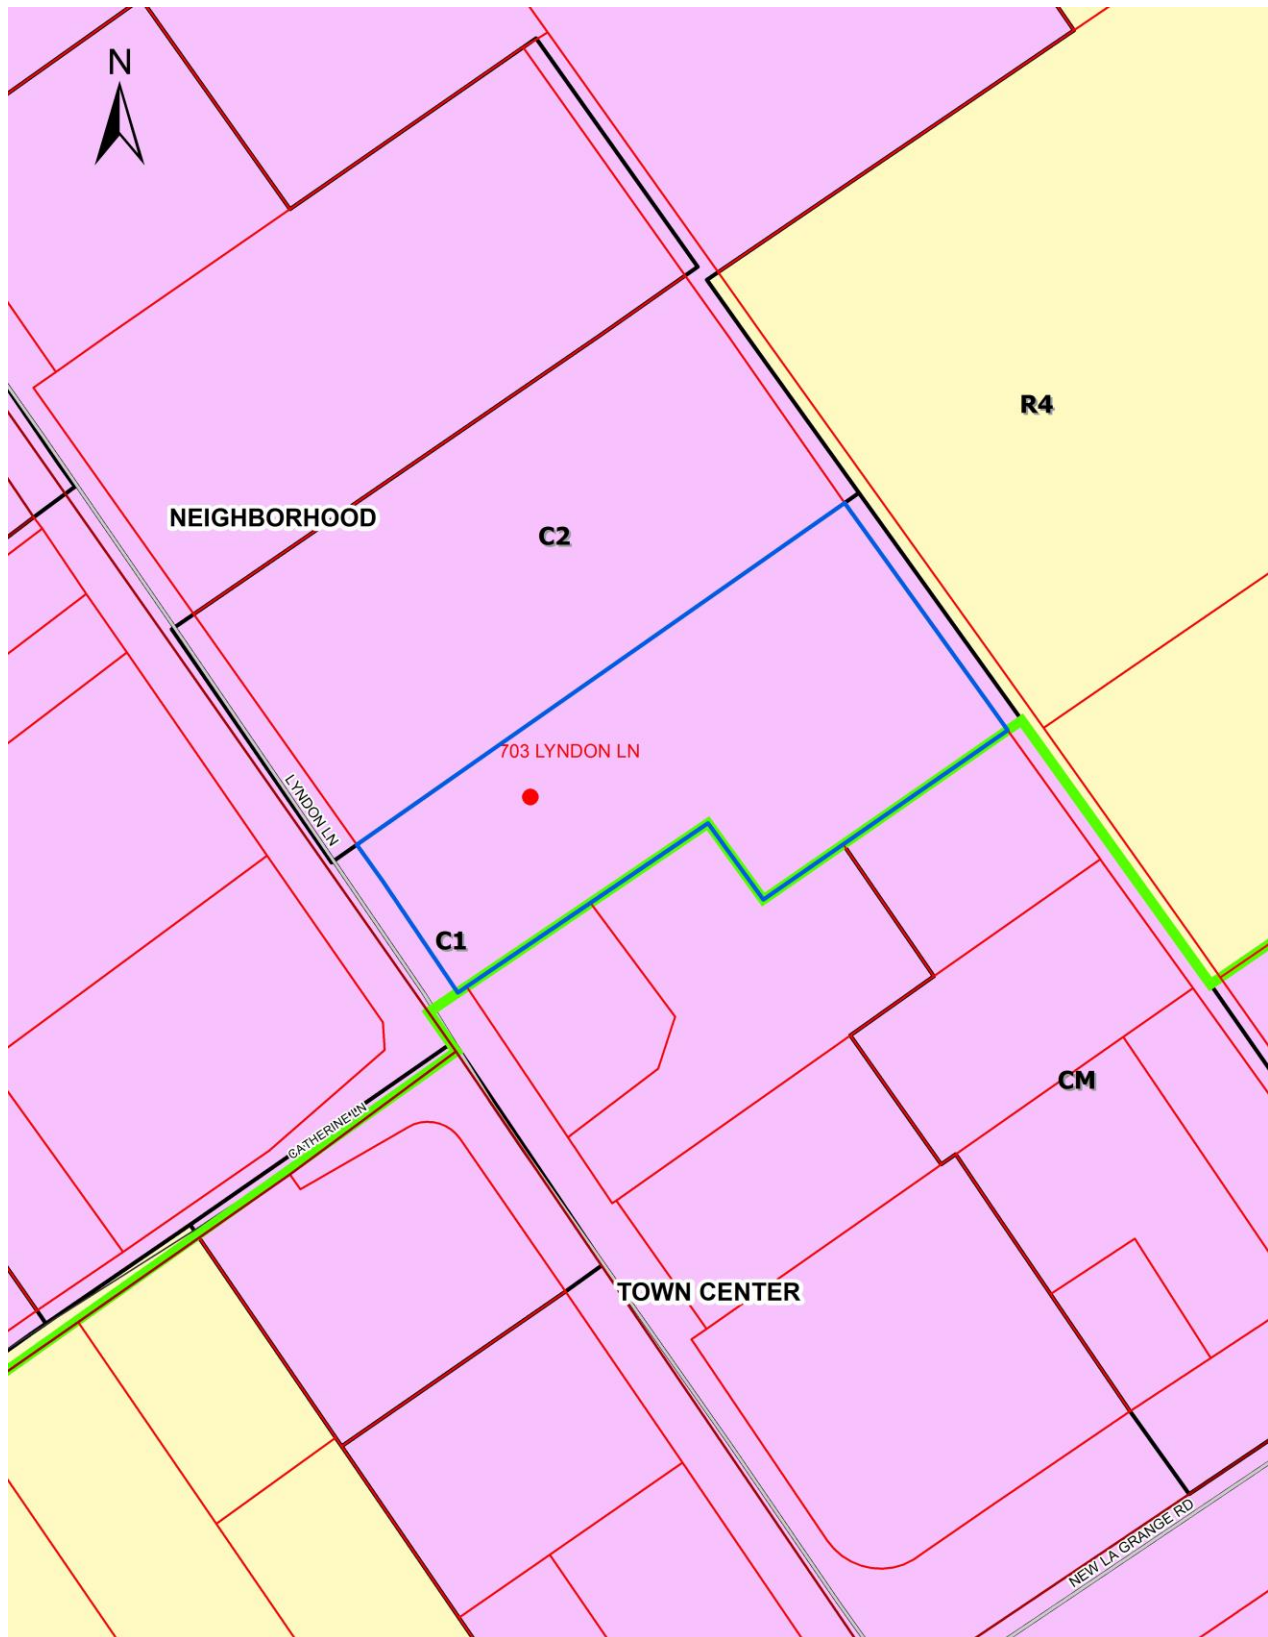 N
R4
NEIGHBORHOOD
C2
703 LYNDON LN
LYNDON LN
C1
CM
CATHERINE LN
TOWN CENTER
NEW LA GRANGE RD